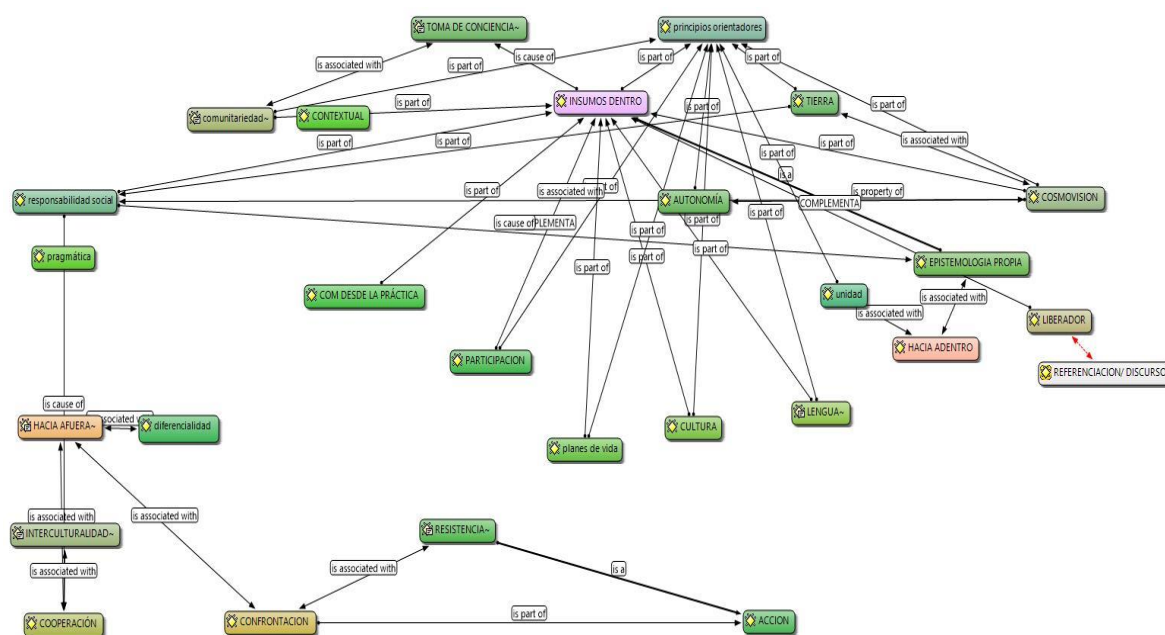 TOMA DE CONCIENCIA~
principios orientadores
is associated with
is cause of
is part of
is part of
is part of
comunitariedad~
CONTEXTUAL
is part of
INSUMOS DENTRO
is part of
TIERRA
is part of
is part of
is part of
is associated with
is part of
is part of
is part of
is a
responsabilidad social
is part of
is associated with
AUTONOMÍA
is property of
COMPLEMENTA
COSMOVISION
is cause of
PLEMENTA
is part of
is part of
is part of
is part of
is part of
is part of
pragmática
EPISTEMOLOGIA PROPIA
COM DESDE LA PRÁCTICA
unidad
is associated with
is associated with
LIBERADOR
HACIA ADENTRO
PARTICIPACION
REFERENCIACION/ DISCURSO
is cause of
HACIA AFUERA~
diferencialidad
LENGUA~
CULTURA
planes de vida
is associated with
is associated with
INTERCULTURALIDAD~
RESISTENCIA~
is associated with
is associated with
is a
COOPERACIÓN
CONFRONTACION
is part of
ACCION